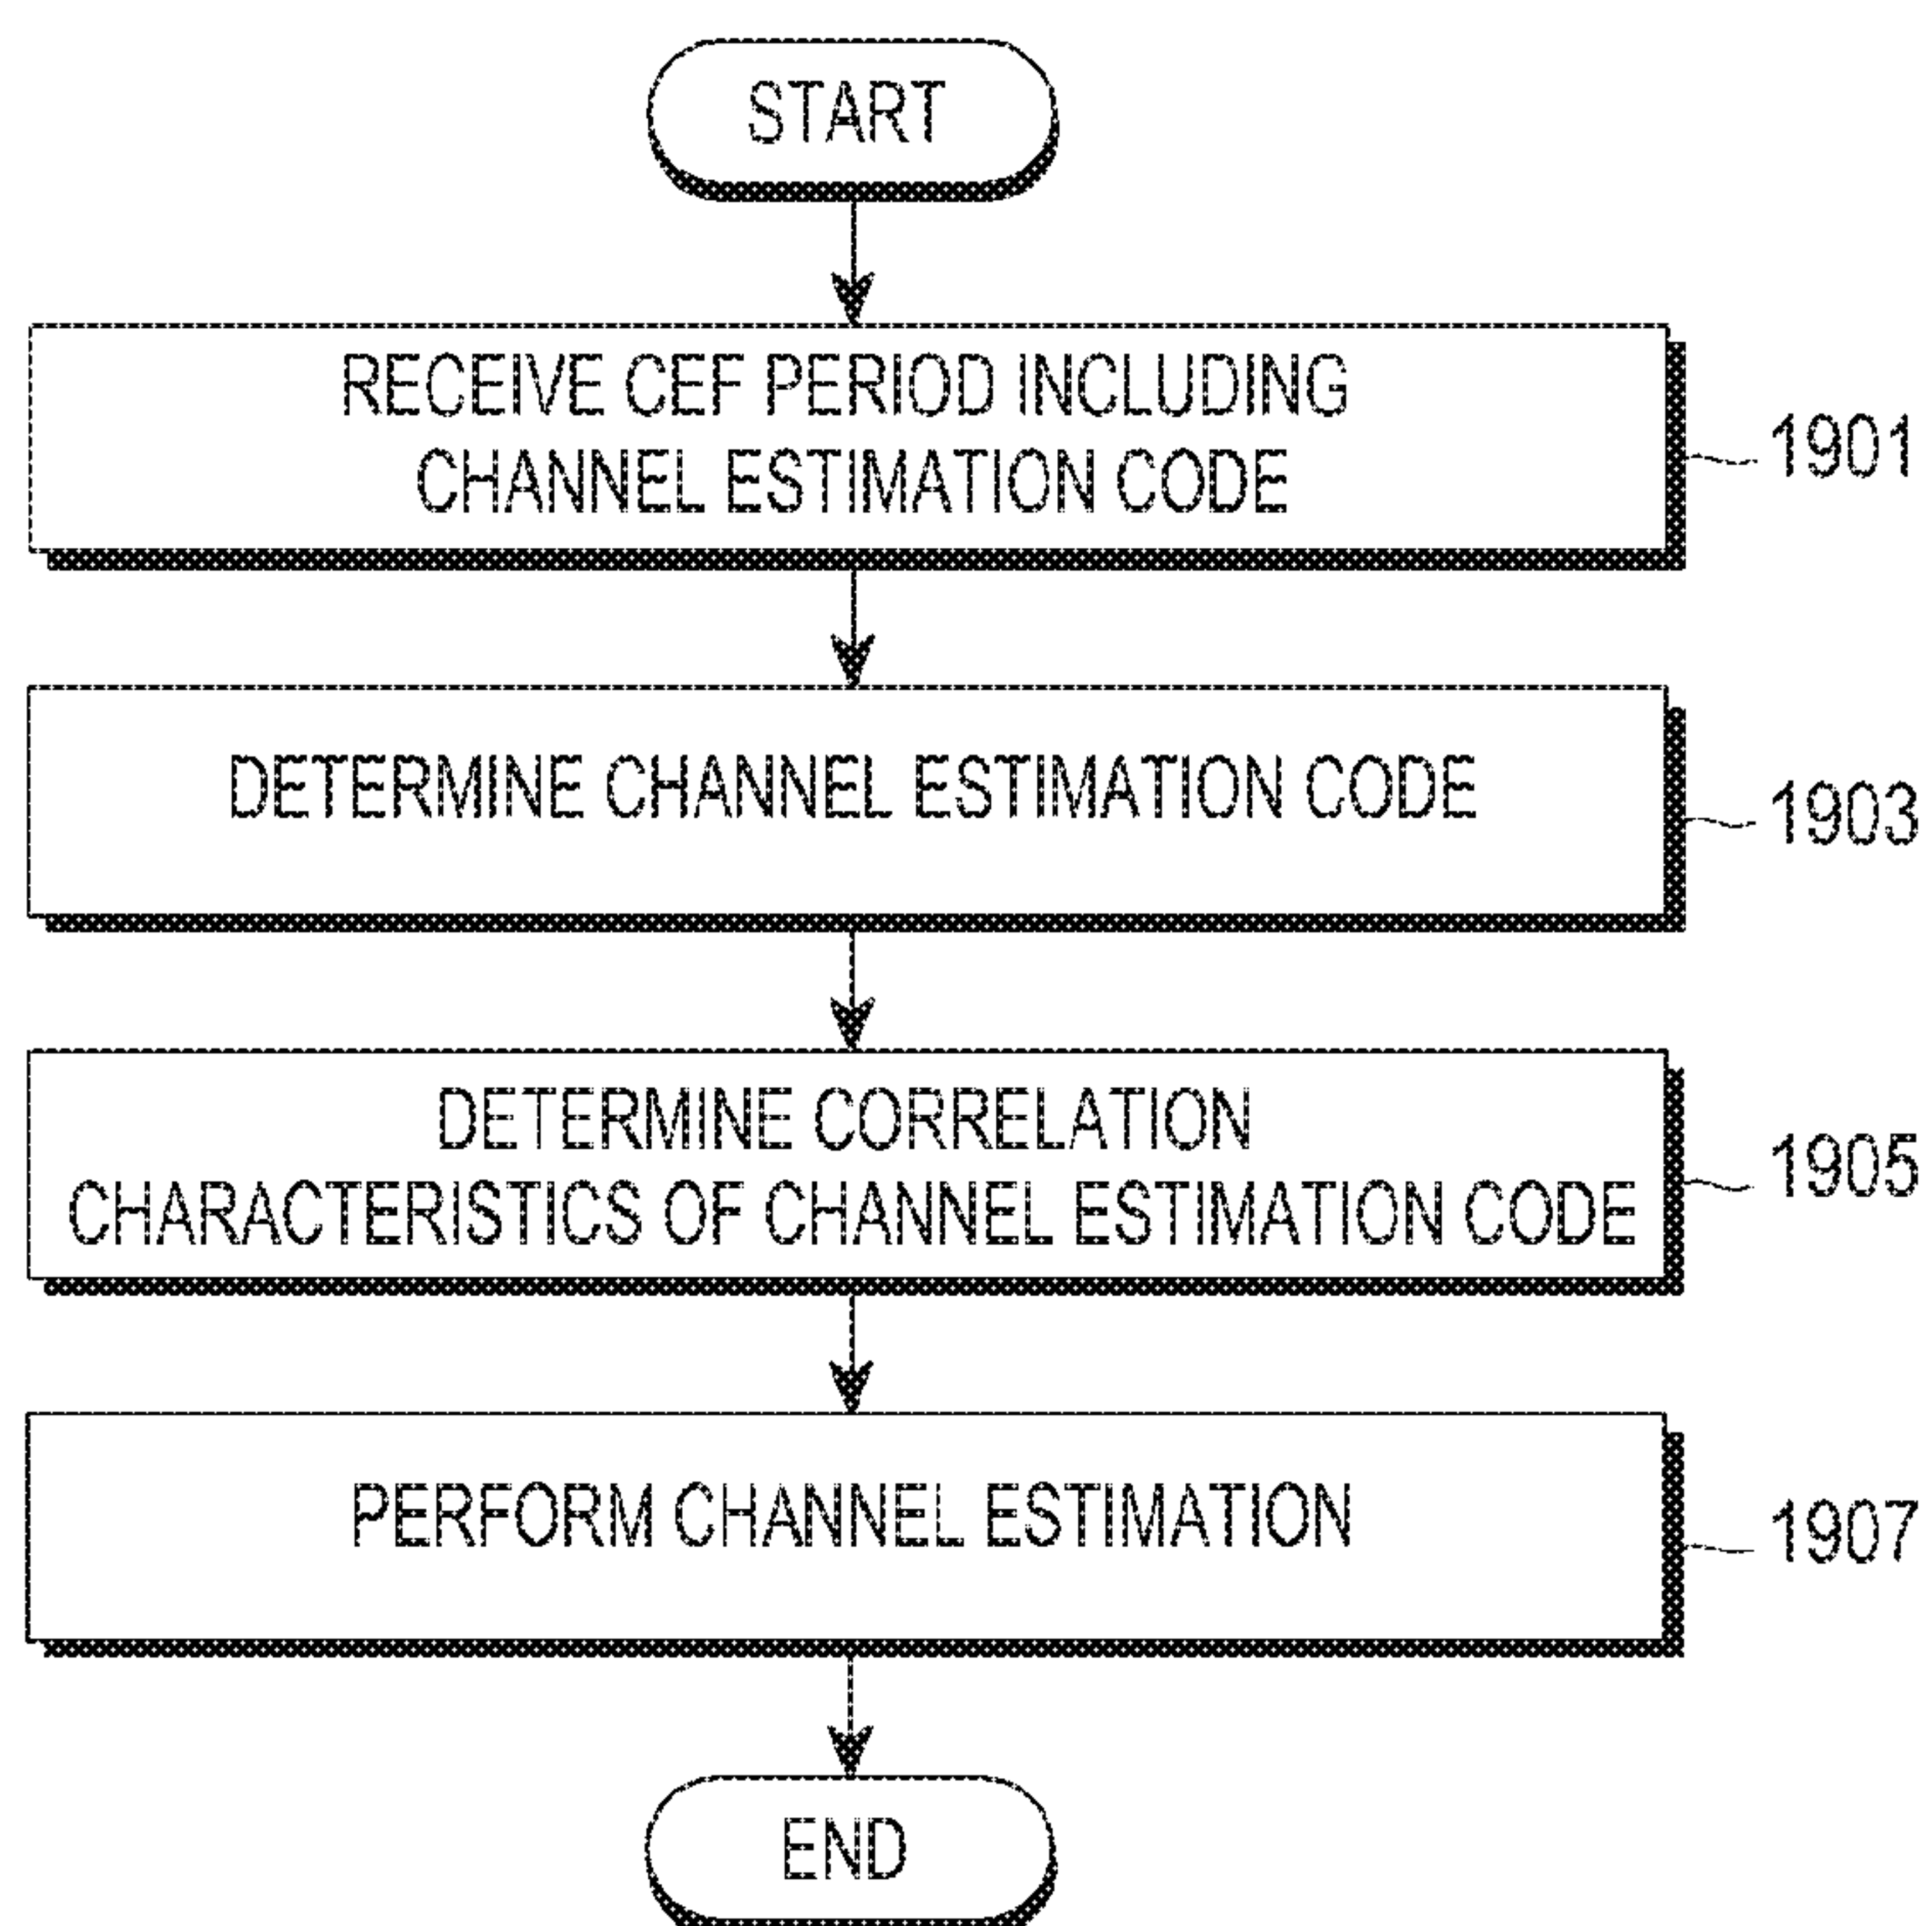 START
RECEIVE CEF PERIOD INCLUDING
CHANNEL ESTIMATION CODE
1901
DETERMINE CHANNEL ESTIMATION CODE
1903
DETERMINE CORRELATION
CHARACTERISTICS OF CHANNEL ESTIMATION CODE
1905
PERFORM CHANNEL ESTIMATION
1907
END